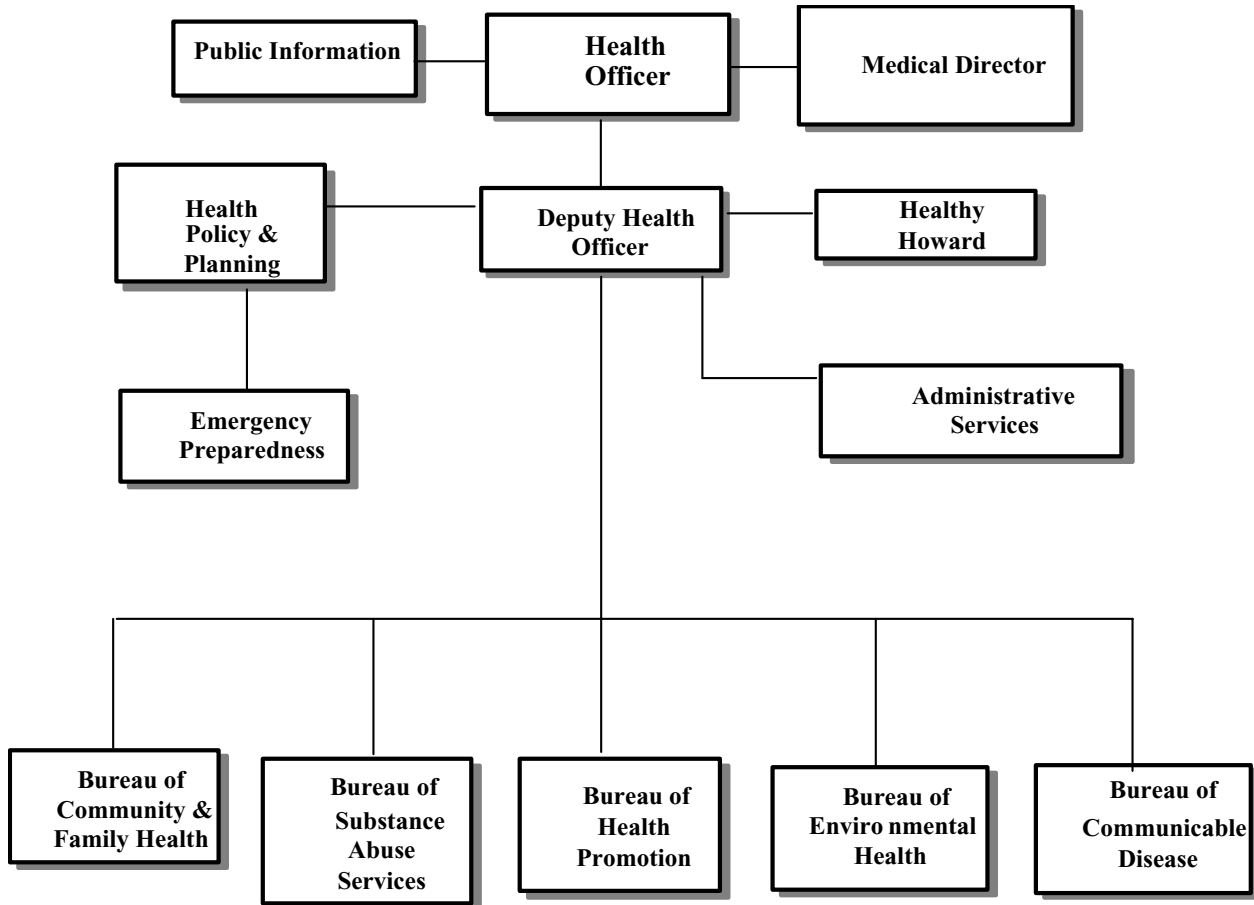 Public Information
Health
Officer
Medical Director
Health
Policy &
Planning
Deputy Health
Officer
Healthy
Howard
Emergency
Preparedness
Administrative
Services
Bureau of
Community &
Family Health
Bureau of
Substance
Abuse
Services
Bureau of
Health
Promotion
Bureau of
Enviro nmental
Health
Bureau of
Communicable
Disease